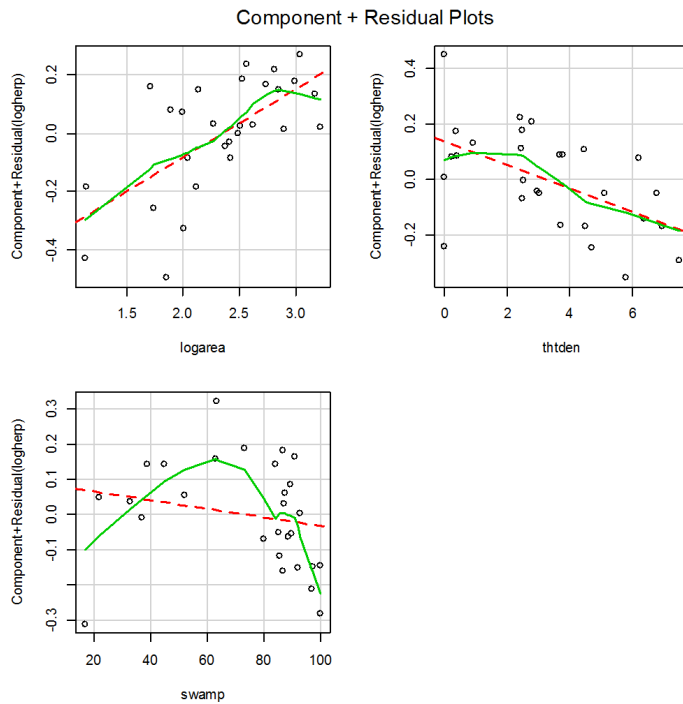 Component + Residual Plots
Component+Residual(logherp)
0.2
0.0
-0.2
-0.4
1.5 2.0 2.5 3.0
logarea
Component+Residual(logherp)
0.4
0.2
0.0
-0.2
0 2 4 6
thtden
Component+Residual(logherp)
0.3
0.2
0.1
0.0
-0.1
-0.3
20 40 60 80 100
swamp